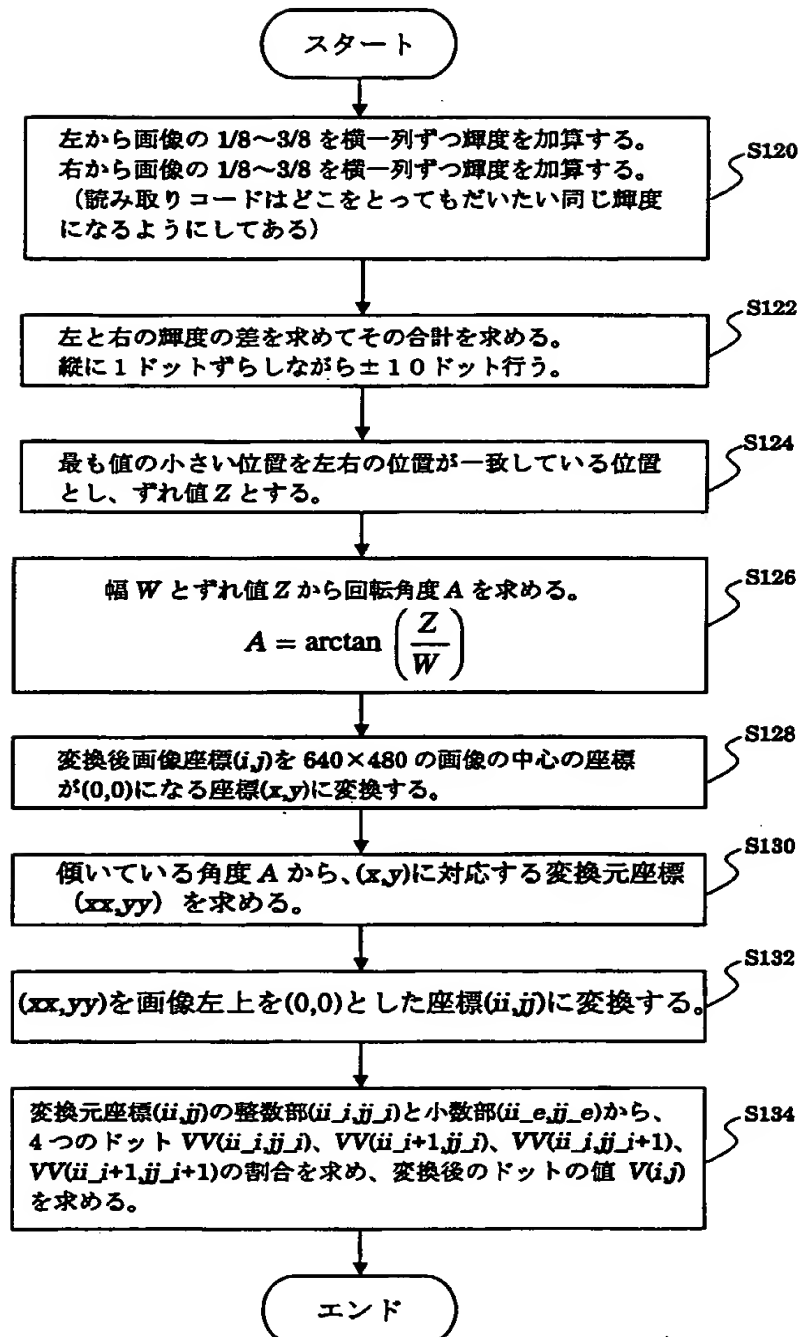 スタート
左から画像の 1/8～3/8 を横一列ずつ輝度を加算する。
右から画像の 1/8～3/8 を横一列ずつ輝度を加算する。
（読み取りコードはどこをとってもだいたい同じ輝度
になるようにしてある）
S120
左と右の輝度の差を求めてその合計を求める。
縦に1ドットずらしながら±10ドット行う。
S122
最も値の小さい位置を左右の位置が一致している位置
とし、ずれ値 Z とする。
S124
幅 W とずれ値 Z から回転角度 A を求める。
A = arctan (Z/W)
S126
変換後画像座標(i,j)を 640×480 の画像の中心の座標
が(0,0)になる座標(x,y)に変換する。
S128
傾いている角度 A から、(x,y)に対応する変換元座標
（xx,yy）を求める。
S130
(xx,yy)を画像左上を(0,0)とした座標(ii,jj)に変換する。
S132
変換元座標(ii,jj)の整数部(ii_i,jj_i)と小数部(ii_e,jj_e)から、
4つのドット VV(ii_i,jj_i)、VV(ii_i+1,jj_i)、VV(ii_i,jj_i+1)、
VV(ii_i+1,jj_i+1)の割合を求め、変換後のドットの値 V(i,j)
を求める。
S134
エンド